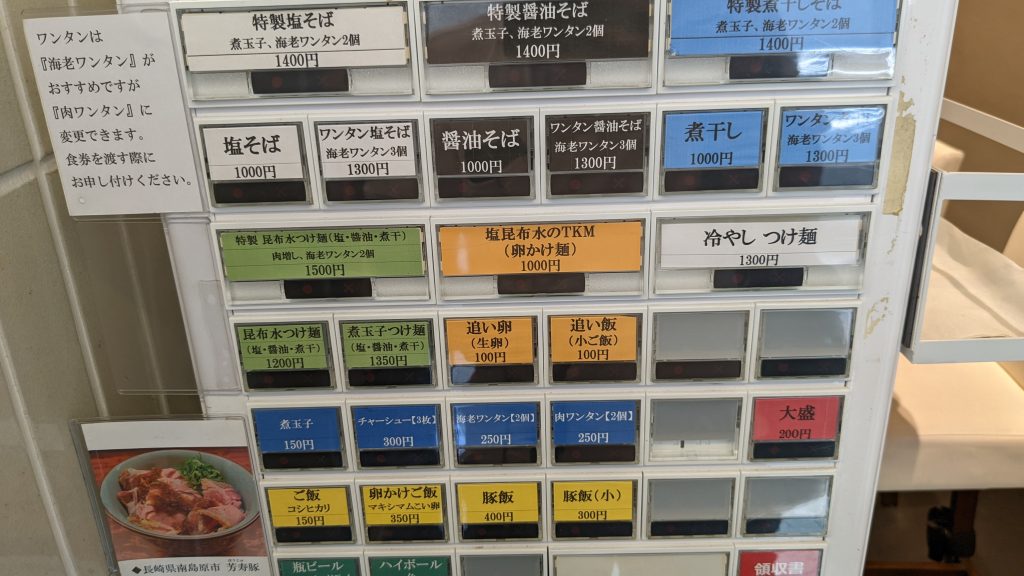 ワンタンは
『海老ワンタン』が
おすすめですが
『肉ワンタン』に
変更できます。
食券を渡す際に
お申し付けください。
特製塩そば
煮玉子、海老ワンタン2個
1400円
特製醤油そば
煮玉子、海老ワンタン2個
1400円
特製煮干しそば
煮玉子、海老ワンタン2個
1400円
塩そば
1000円
ワンタン塩そば
海老ワンタン3個
1300円
醤油そば
1000円
ワンタン醤油そば
海老ワンタン3個
1300円
煮干し
1000円
ワンタン
海老ワンタン3個
1300円
特製 昆布水つけ麺(塩・醤油・煮干)
肉増し、海老ワンタン2個
1500円
塩昆布水のTKM
(卵かけ麺)
1000円
冷やし つけ麺
1300円
昆布水つけ麺
(塩・醤油・煮干)
1200円
煮玉子つけ麺
(塩・醤油・煮干)
1350円
追い卵
(生卵)
100円
追い飯
(小ご飯)
100円
煮玉子
150円
チャーシュー【3枚】
300円
海老ワンタン【2個】
250円
肉ワンタン【2個】
250円
大盛
200円
ご飯
コシヒカリ
150円
卵かけご飯
マキシマムこい卵
350円
豚飯
400円
豚飯(小)
300円
◆長崎県南島原市 芳寿豚
瓶ビール
ハイボール
領収書